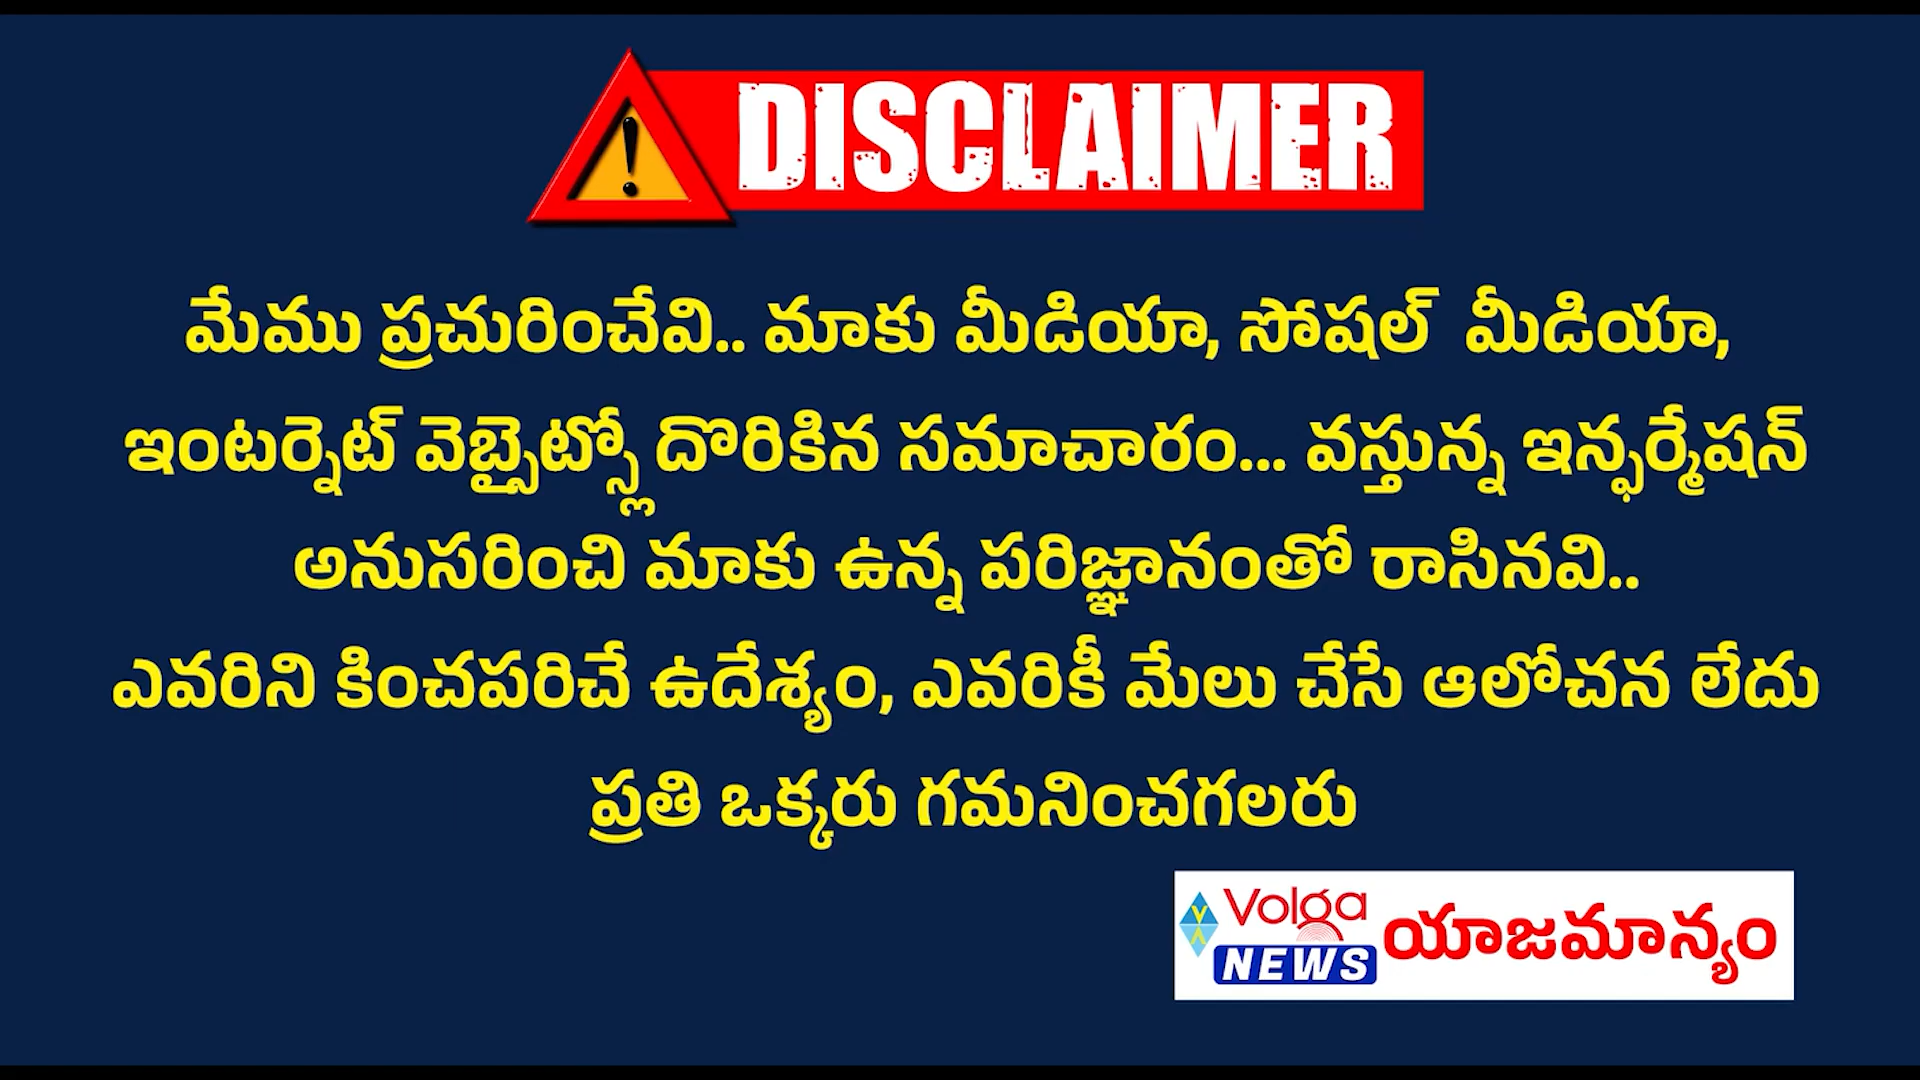 DISCLAIMER
మేము ప్రచురించేవి.. మాకు మీడియా, సోషల్ మీడియా,
ఇంటర్నెట్ వెబ్సైట్స్లో దొరికిన సమాచారం... వస్తున్న ఇన్ఫర్మేషన్
అనుసరించి మాకు ఉన్న పరిజ్ఞానంతో రాసినవి..
ఎవరిని కించపరిచే ఉదేశ్యం, ఎవరికీ మేలు చేసే ఆలోచన లేదు
ప్రతి ఒక్కరు గమనించగలరు
Volga
NEWS యాజమాన్యం